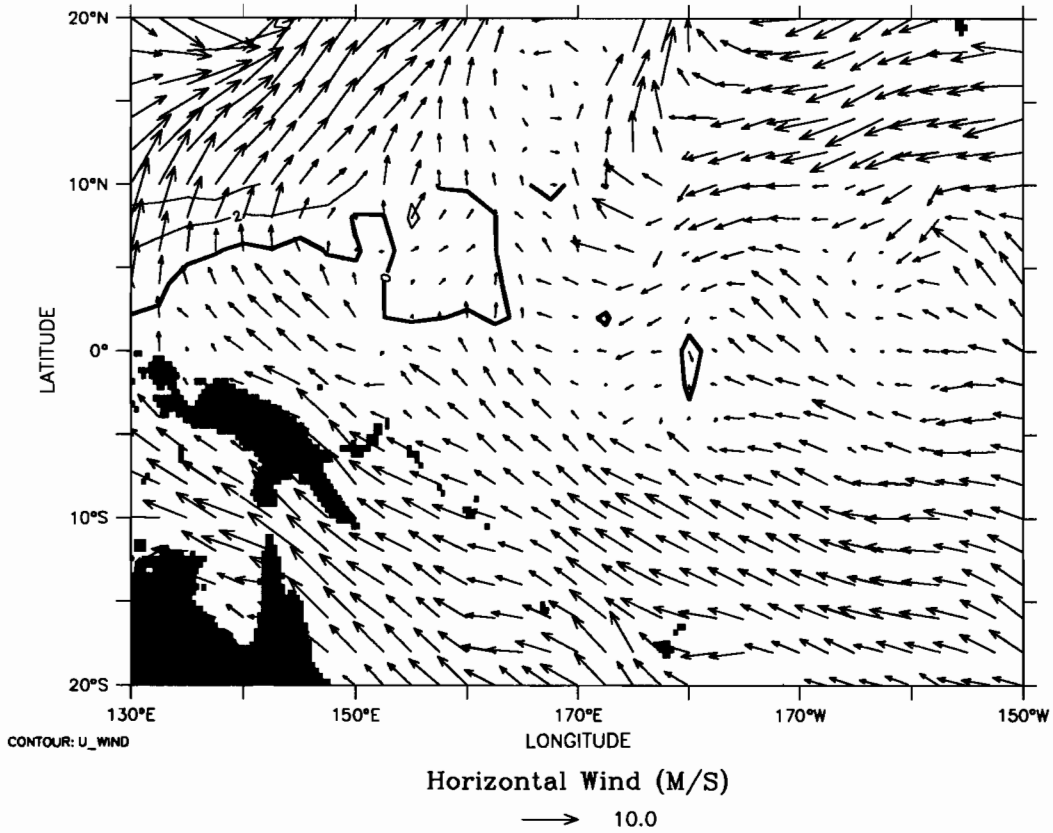 20°N
10°N
2
0
LATITUDE
0°
10°S
20°S
130°E 150°E 170°E 170°W 150°W
CONTOUR: U_WIND
LONGITUDE
Horizontal Wind (M/S)
10.0